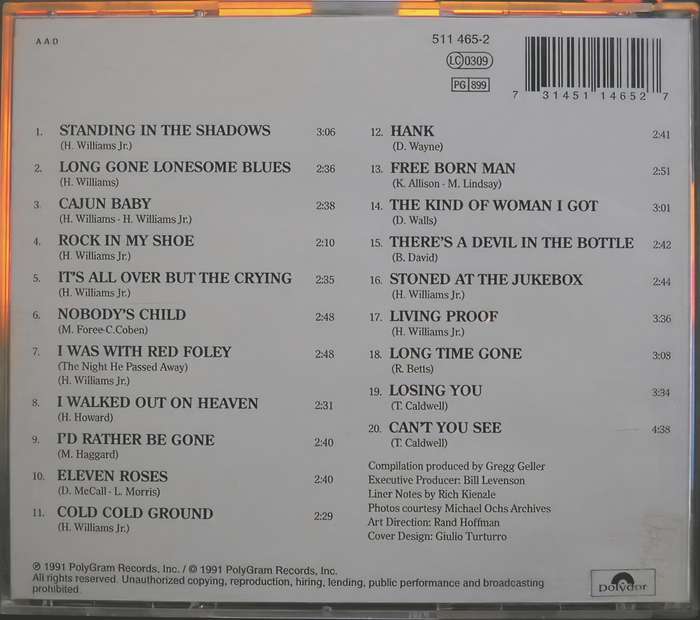 AAD
511 465-2
LC 0309
PG 899
7 31451 14652 7
1. STANDING IN THE SHADOWS 3:06
(H. Williams Jr.)
2. LONG GONE LONESOME BLUES 2:36
(H. Williams)
3. CAJUN BABY 2:38
(H. Williams - H. Williams Jr.)
4. ROCK IN MY SHOE 2:10
(H. Williams Jr.)
5. IT'S ALL OVER BUT THE CRYING 2:35
(H. Williams Jr.)
6. NOBODY'S CHILD 2:48
(M. Foree-C.Coben)
7. I WAS WITH RED FOLEY 2:48
(The Night He Passed Away)
(H. Williams Jr.)
8. I WALKED OUT ON HEAVEN 2:31
(H. Howard)
9. I'D RATHER BE GONE 2:40
(M. Haggard)
10. ELEVEN ROSES 2:40
(D. McCall - L. Morris)
11. COLD COLD GROUND 2:29
(H. Williams Jr.)
12. HANK 2:41
(D. Wayne)
13. FREE BORN MAN 2:51
(K. Allison - M. Lindsay)
14. THE KIND OF WOMAN I GOT 3:01
(D. Walls)
15. THERE'S A DEVIL IN THE BOTTLE 2:42
(B. David)
16. STONED AT THE JUKEBOX 2:44
(H. Williams Jr.)
17. LIVING PROOF 3:36
(H. Williams Jr.)
18. LONG TIME GONE 3:08
(R. Betts)
19. LOSING YOU 3:34
(T. Caldwell)
20. CAN'T YOU SEE 4:38
(T. Caldwell)
Compilation produced by Gregg Geller
Executive Producer: Bill Levenson
Liner Notes by Rich Kienzle
Photos courtesy Michael Ochs Archives
Art Direction: Rand Hoffman
Cover Design: Giulio Turturro
℗ 1991 PolyGram Records, Inc. / © 1991 PolyGram Records, Inc.
All rights reserved. Unauthorized copying, reproduction, hiring, lending, public performance and broadcasting
prohibited.
polydor